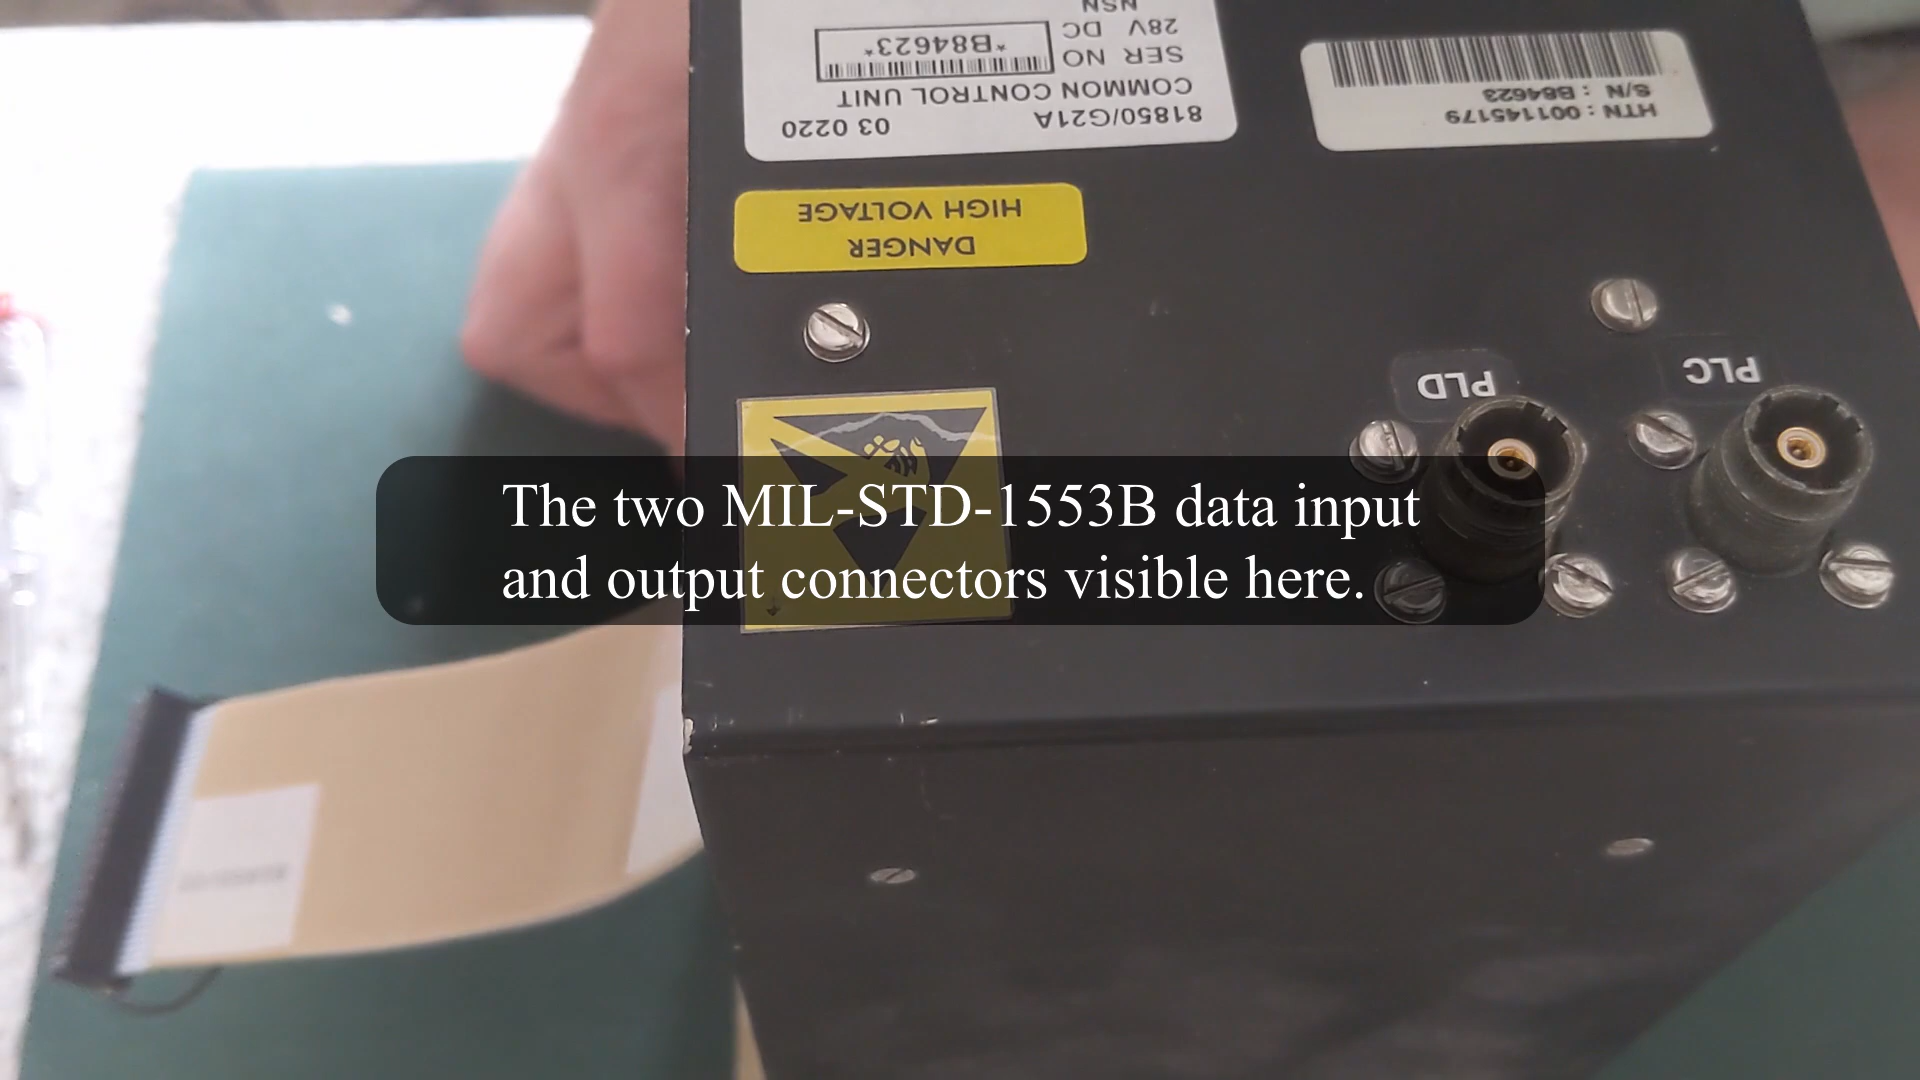 The two MIL-STD-1553B data input
and output connectors visible here.
PLC
PLD
DANGER
HIGH VOLTAGE
HTN : 001145179
S/N : B84623
81850/G21A 03 0220
COMMON CONTROL UNIT
SER NO *B84623*
28V DC
NSN